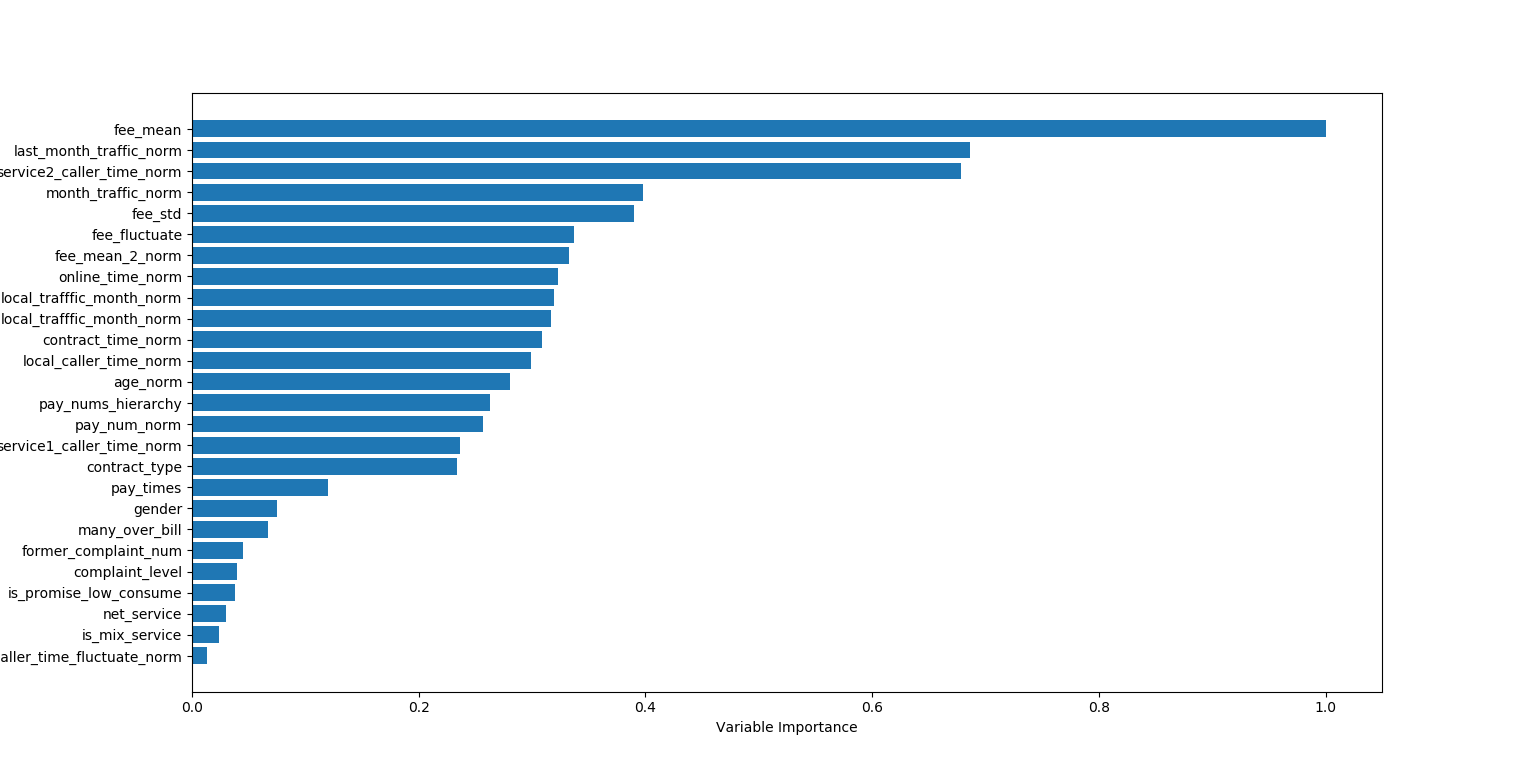 fee_mean
last_month_traffic_norm
service2_caller_time_norm
month_traffic_norm
fee_std
fee_fluctuate
fee_mean_2_norm
online_time_norm
local_trafffic_month_norm
local_trafffic_month_norm
contract_time_norm
local_caller_time_norm
age_norm
pay_nums_hierarchy
pay_num_norm
service1_caller_time_norm
contract_type
pay_times
gender
many_over_bill
former_complaint_num
complaint_level
is_promise_low_consume
net_service
is_mix_service
aller_time_fluctuate_norm
0.0 0.2 0.4 0.6 0.8 1.0
Variable Importance